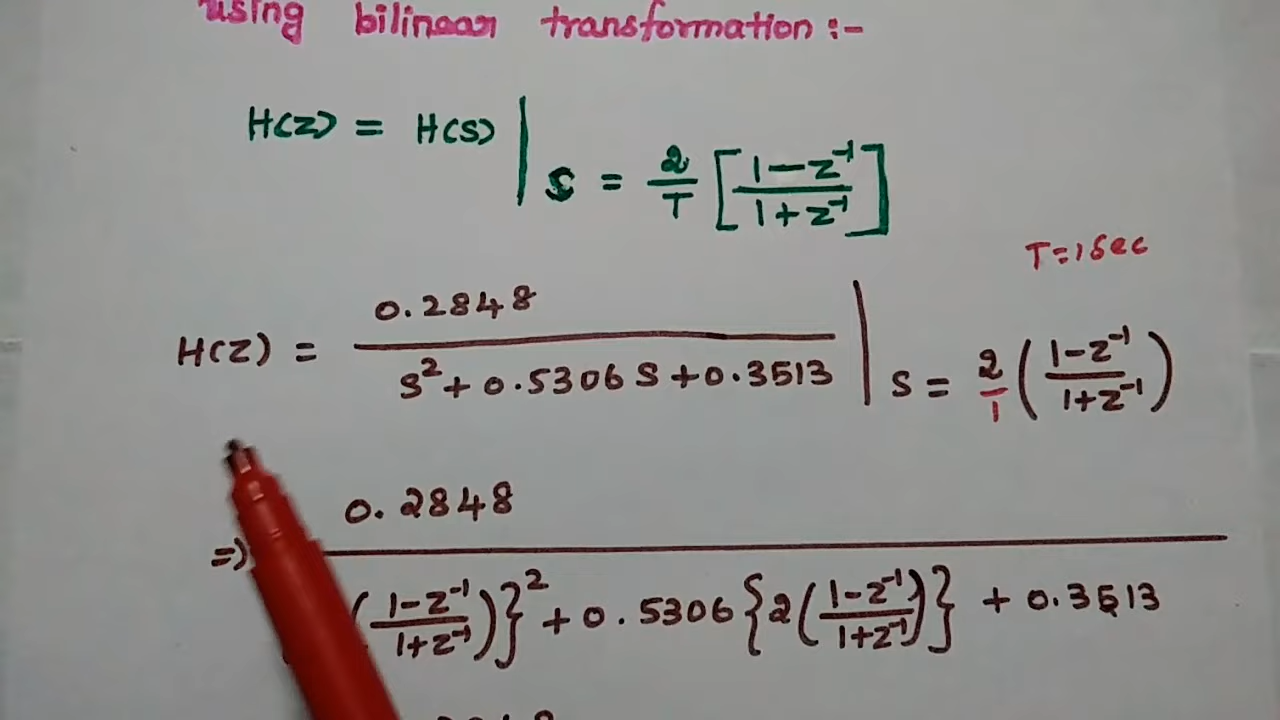 using bilinear transformation :-
H(z) = H(s) | s = 2/T [1-z⁻¹ / 1+z⁻¹]
T=1sec
H(z) = 0.2848 / s²+0.5306s+0.3513 | s = 2/1 (1-z⁻¹ / 1+z⁻¹)
=> 0.2848 / (1-z⁻¹ / 1+z⁻¹)}² + 0.5306{2(1-z⁻¹ / 1+z⁻¹)} + 0.3513